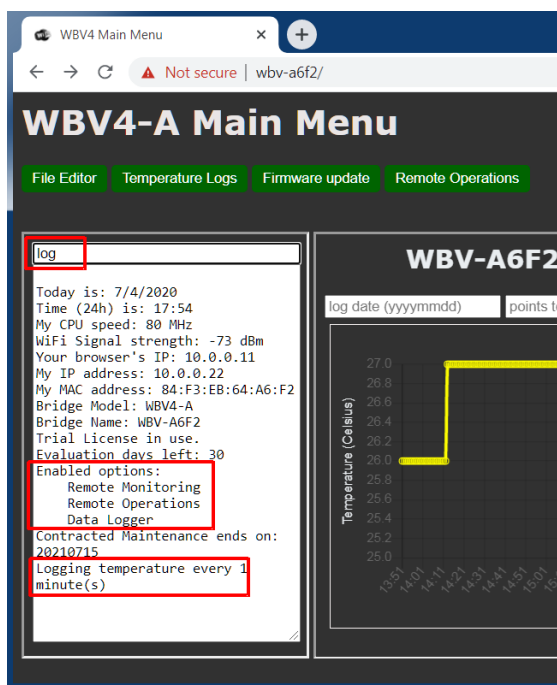 WBV4 Main Menu
Not secure | wbv-a6f2/
WBV4-A Main Menu
File Editor Temperature Logs Firmware update Remote Operations
log
Today is: 7/4/2020
Time (24h) is: 17:54
My CPU speed: 80 MHz
WiFi Signal strength: -73 dBm
Your browser's IP: 10.0.0.11
My IP address: 10.0.0.22
My MAC address: 84:F3:EB:64:A6:F2
Bridge Model: WBV4-A
Bridge Name: WBV-A6F2
Trial License in use.
Evaluation days left: 30
Enabled options:
Remote Monitoring
Remote Operations
Data Logger
Contracted Maintenance ends on:
20210715
Logging temperature every 1
minute(s)
WBV-A6F2
log date (yyyymmdd) points t
Temperature (Celsius)
27.0
26.8
26.6
26.4
26.2
26.0
25.8
25.6
25.4
25.2
25.0
13:51 14:01 14:11 14:21 14:31 14:41 14:51 15:01